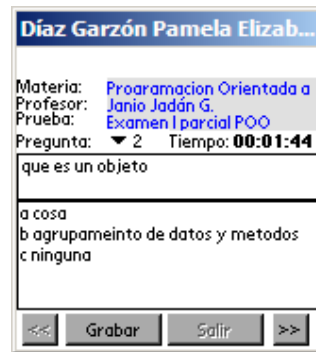 Díaz Garzón Pamela Elizab...
Materia: Programacion Orientada a
Profesor: Janio Jadán G.
Prueba: Examen I parcial POO
Pregunta: 2 Tiempo: 00:01:44
que es un objeto
a cosa
b agrupameinto de datos y metodos
c ninguna
<< Grabar Salir >>